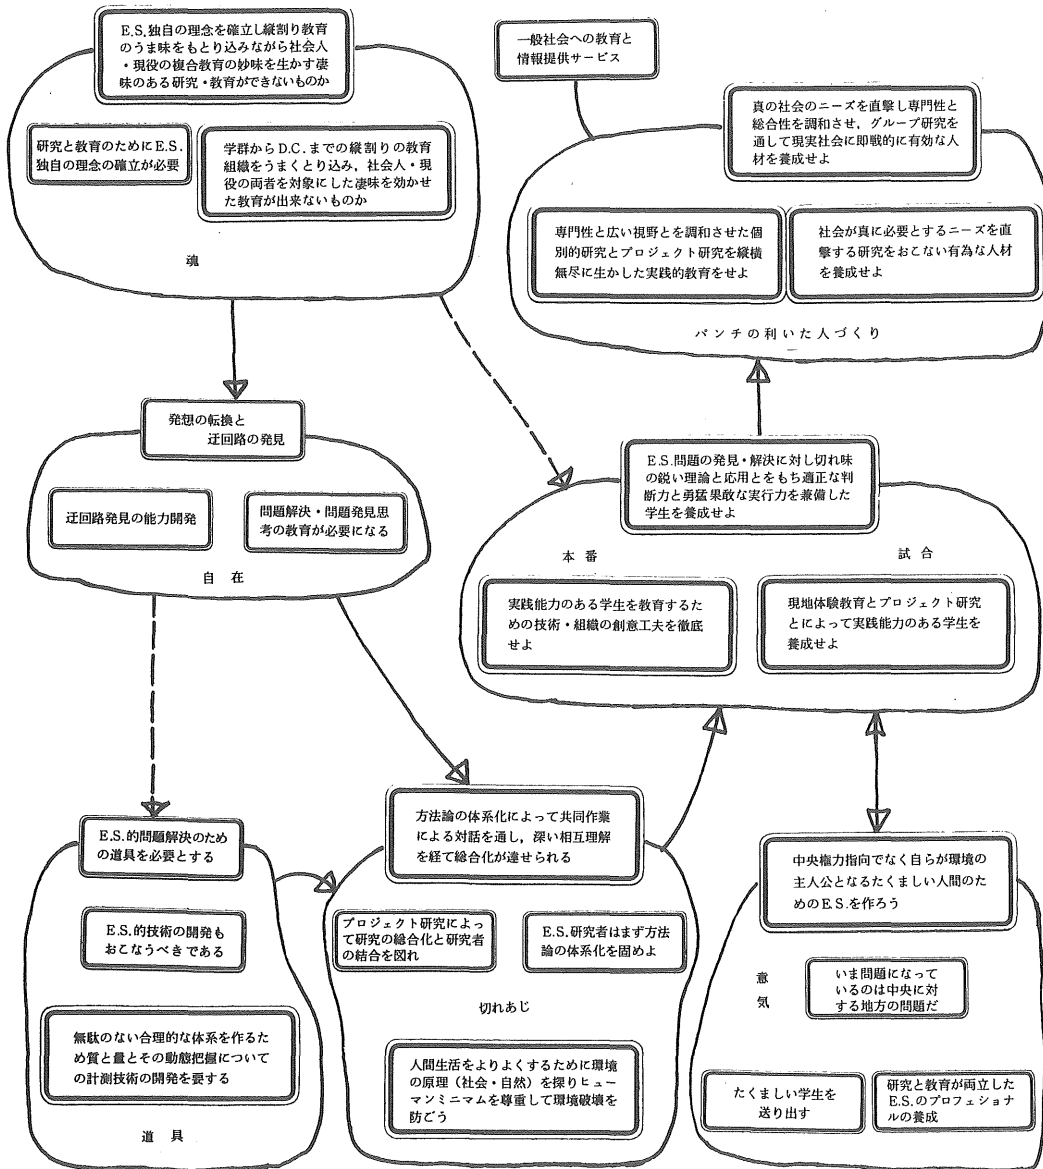 E.S.独自の理念を確立し縦割り教育
のうま味をもとり込みながら社会人
・現役の複合教育の妙味を生かす凄
味のある研究・教育ができないものか
研究と教育のためにE.S.
独自の理念の確立が必要
学群からD.C.までの縦割りの教育
組織をうまくとり込み，社会人・現
役の両者を対象にした凄味を効かせ
た教育が出来ないものか
魂
一般社会への教育と
情報提供サービス
真の社会のニーズを直撃し専門性と
総合性を調和させ，グループ研究を
通して現実社会に即戦的に有効な人
材を養成せよ
専門性と広い視野とを調和させた個
別的研究とプロジェクト研究を縦横
無尽に生かした実践的教育をせよ
社会が真に必要とするニーズを直
撃する研究をおこない有為な人材
を養成せよ
パンチの利いた人づくり
発想の転換と
迂回路の発見
迂回路発見の能力開発
問題解決・問題発見思
考の教育が必要になる
自在
E.S.問題の発見・解決に対し切れ味
の鋭い理論と応用とをもち適正な判
断力と勇猛果敢な実行力を兼備した
学生を養成せよ
本番
試合
実践能力のある学生を教育するた
めの技術・組織の創意工夫を徹底
せよ
現地体験教育とプロジェクト研究
とによって実践能力のある学生を
養成せよ
E.S.的問題解決のため
の道具を必要とする
E.S.的技術の開発も
おこなうべきである
無駄のない合理的な体系を作るた
め質と量とその動態把握について
の計測技術の開発を要する
道具
方法論の体系化によって共同作業
による対話を通し，深い相互理解
を経て総合化が達せられる
プロジェクト研究によっ
て研究の総合化と研究者
の結合を図れ
E.S.研究者はまず方法
論の体系化を固めよ
切れあじ
人間生活をよりよくするために環境
の原理（社会・自然）を探りヒュー
マンミニマムを尊重して環境破壊を
防ごう
中央権力指向でなく自らが環境の
主人公となるたくましい人間のた
めのE.S.を作ろう
意
気
いま問題になって
いるのは中央に対
する地方の問題だ
たくましい学生を
送り出す
研究と教育が両立した
E.S.のプロフェショナ
ルの養成